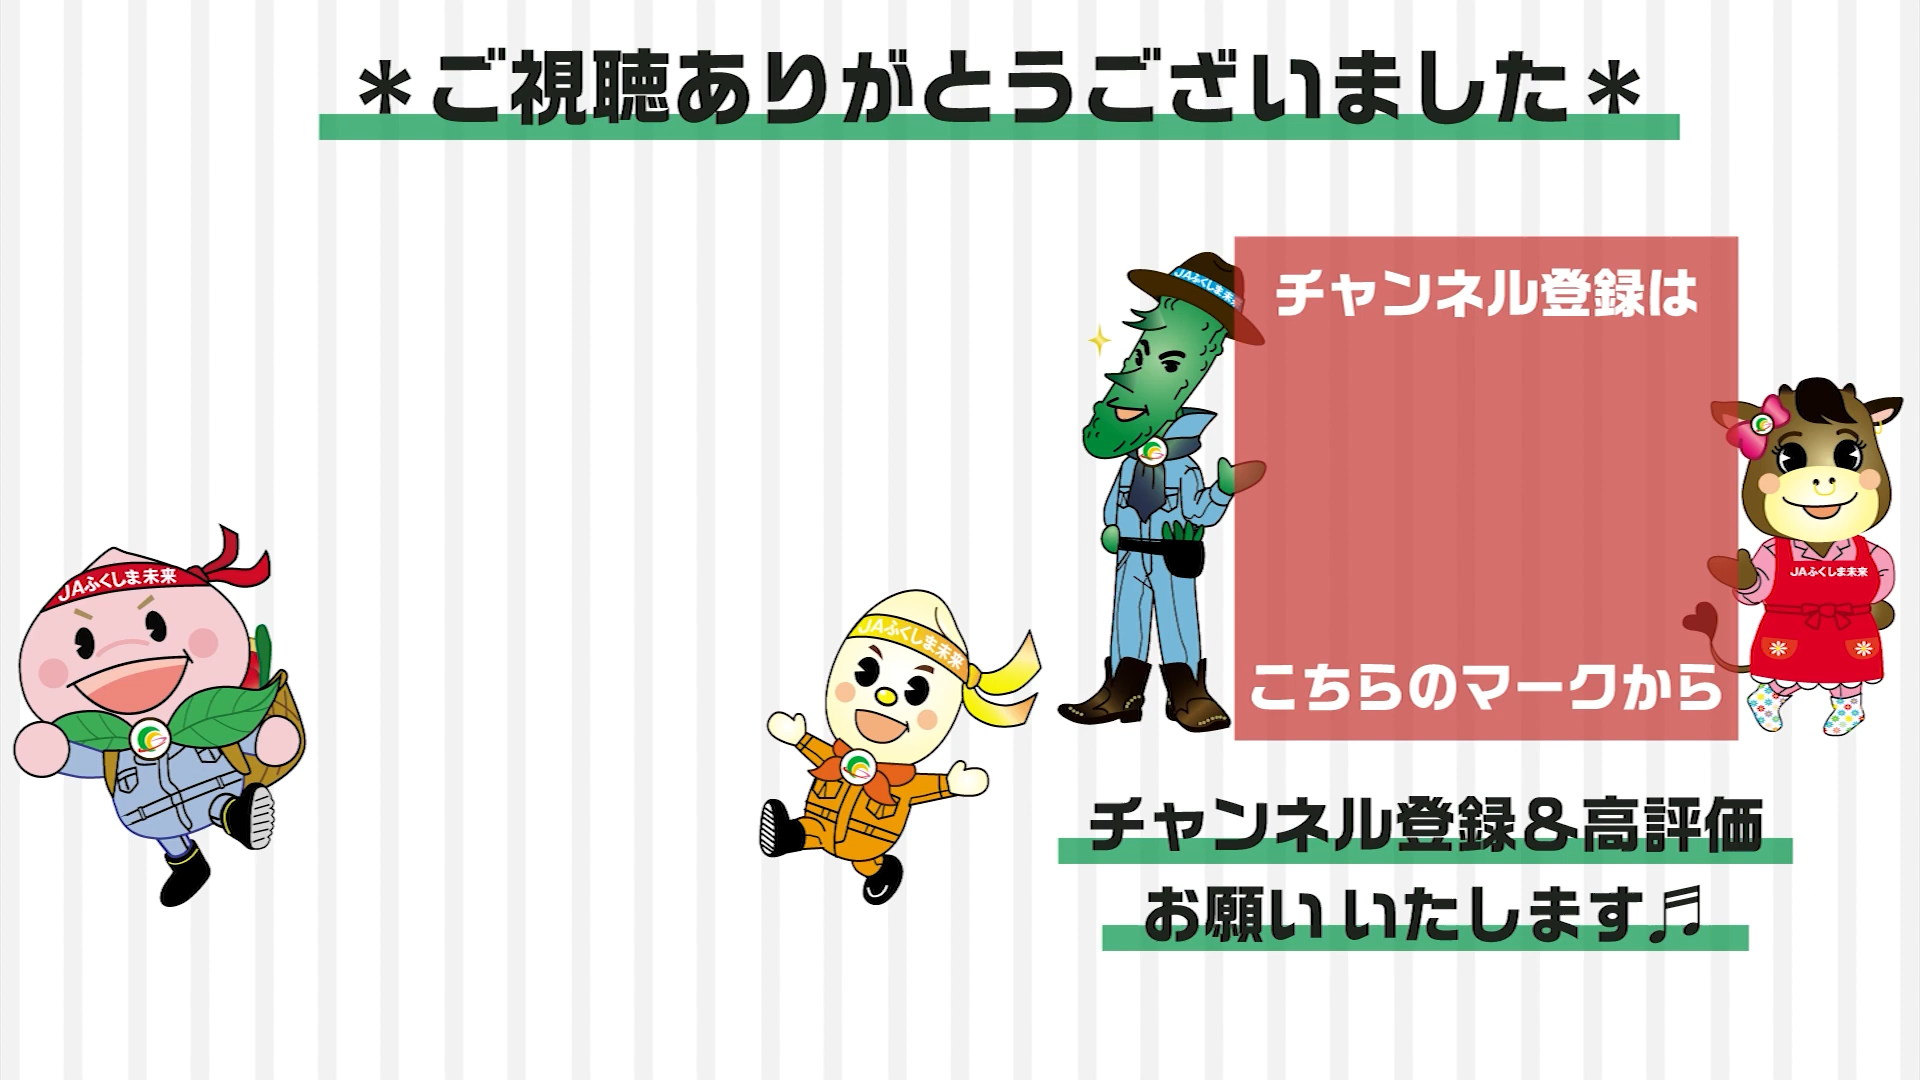 ＊ご視聴ありがとうございました＊
JAふくしま未来
チャンネル登録は
JAふくしま未来
JAふくしま未来
JAふくしま未来
こちらのマークから
チャンネル登録＆高評価
お願いいたします♬